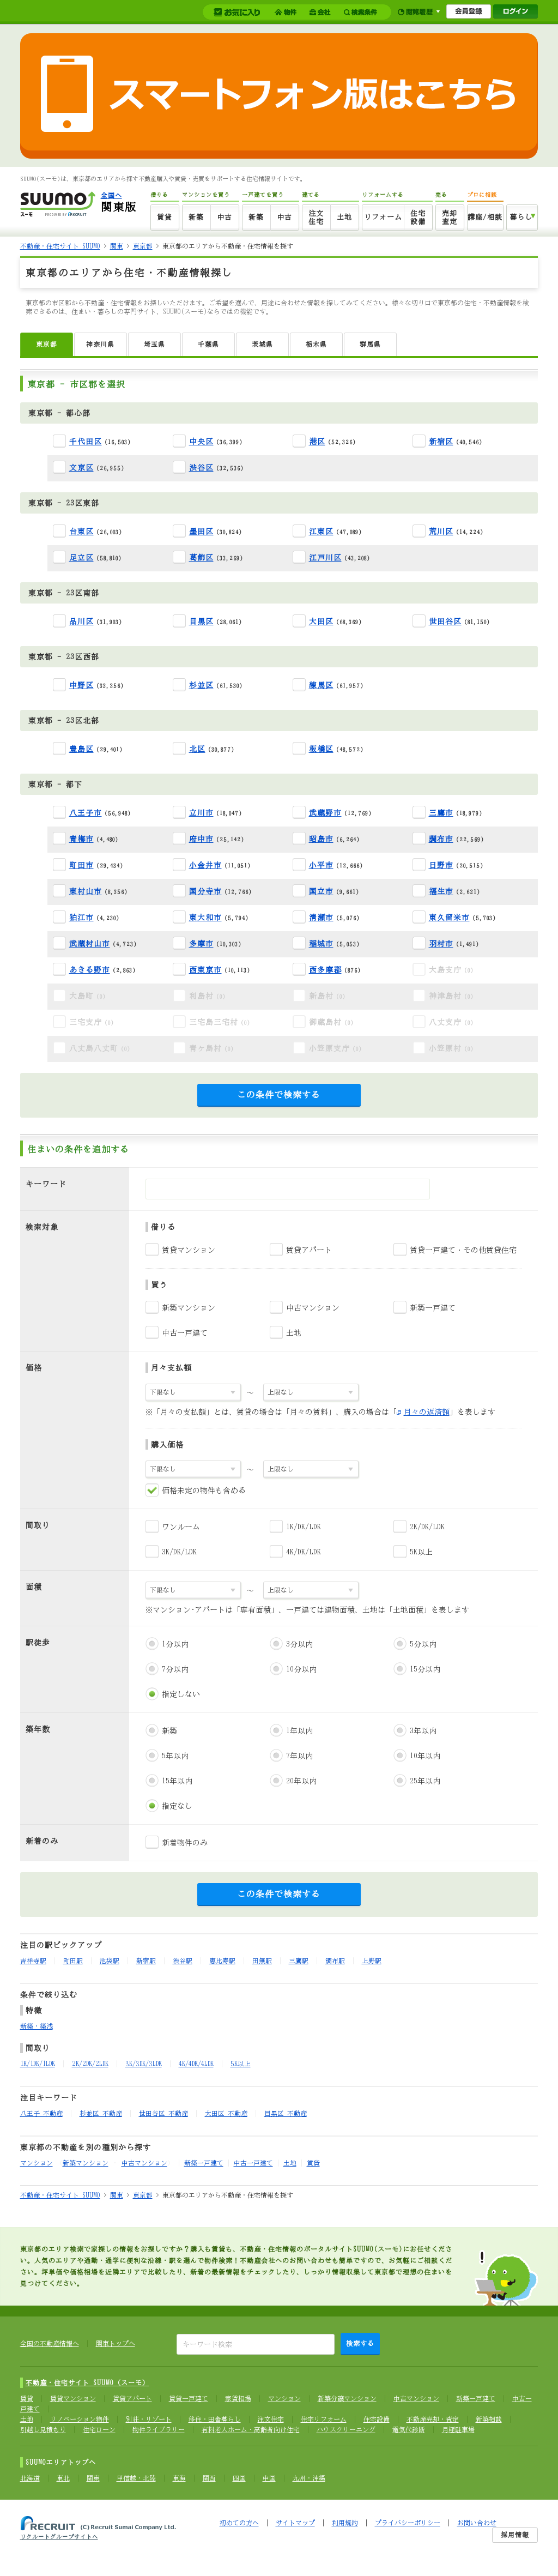 お気に入り 物件 会社 検索条件 閲覧履歴 会員登録 ログイン
スマートフォン版はこちら
SUUMO(スーモ)は、東京都のエリアから探す不動産購入や賃貸・売買をサポートする住宅情報サイトです。
SUUMO スーモ 全国へ 関東版
借りる マンションを買う 一戸建てを買う 建てる リフォームする 売る プロに相談
賃貸 新築 中古 新築 中古 注文住宅 土地 リフォーム 住宅設備 売却査定 講座/相談 暮らし
不動産・住宅サイト SUUMO > 関東 > 東京都 > 東京都のエリアから不動産・住宅情報を探す
東京都のエリアから住宅・不動産情報探し
東京都の市区郡から不動産・住宅情報をお探しいただけます。ご希望を選んで、用途に合わせた情報を探してみてください。様々な切り口で東京都の住宅・不動産情報を検
索できるのは、住まい・暮らしの専門サイト、SUUMO(スーモ)ならではの機能です。
東京都 神奈川県 埼玉県 千葉県 茨城県 栃木県 群馬県
東京都 - 市区郡を選択
東京都 - 都心部
千代田区 (16,503) 中央区 (36,399) 港区 (52,326) 新宿区 (40,546)
文京区 (26,955) 渋谷区 (32,536)
東京都 - 23区東部
台東区 (26,003) 墨田区 (30,824) 江東区 (47,089) 荒川区 (14,324)
足立区 (58,810) 葛飾区 (33,269) 江戸川区 (43,208)
東京都 - 23区南部
品川区 (31,903) 目黒区 (28,061) 大田区 (68,369) 世田谷区 (81,150)
東京都 - 23区西部
中野区 (33,256) 杉並区 (61,530) 練馬区 (61,957)
東京都 - 23区北部
豊島区 (29,401) 北区 (30,877) 板橋区 (48,572)
東京都 - 都下
八王子市 (56,948) 立川市 (18,047) 武蔵野市 (12,769) 三鷹市 (18,979)
青梅市 (4,480) 府中市 (25,142) 昭島市 (6,264) 調布市 (22,569)
町田市 (29,434) 小金井市 (11,051) 小平市 (12,666) 日野市 (20,515)
東村山市 (8,356) 国分寺市 (12,766) 国立市 (9,661) 福生市 (2,621)
狛江市 (4,230) 東大和市 (5,794) 清瀬市 (5,076) 東久留米市 (5,703)
武蔵村山市 (4,723) 多摩市 (10,303) 稲城市 (5,053) 羽村市 (1,491)
あきる野市 (2,863) 西東京市 (10,113) 西多摩郡 (876) 大島支庁 (0)
大島町 (0) 利島村 (0) 新島村 (0) 神津島村 (0)
三宅支庁 (0) 三宅島三宅村 (0) 御蔵島村 (0) 八丈支庁 (0)
八丈島八丈町 (0) 青ヶ島村 (0) 小笠原支庁 (0) 小笠原村 (0)
この条件で検索する
住まいの条件を追加する
キーワード
検索対象 借りる
賃貸マンション 賃貸アパート 賃貸一戸建て・その他賃貸住宅
買う
新築マンション 中古マンション 新築一戸建て
中古一戸建て 土地
価格 月々支払額
下限なし ～ 上限なし
※「月々の支払額」とは、賃貸の場合は「月々の賃料」、購入の場合は「月々の返済額」を表します
購入価格
下限なし ～ 上限なし
価格未定の物件も含める
間取り ワンルーム 1K/DK/LDK 2K/DK/LDK
3K/DK/LDK 4K/DK/LDK 5K以上
面積 下限なし ～ 上限なし
※マンション・アパートは「専有面積」、一戸建ては建物面積、土地は「土地面積」を表します
駅徒歩 1分以内 3分以内 5分以内
7分以内 10分以内 15分以内
指定しない
築年数 新築 1年以内 3年以内
5年以内 7年以内 10年以内
15年以内 20年以内 25年以内
指定なし
新着のみ 新着物件のみ
この条件で検索する
注目の駅ピックアップ
吉祥寺駅 町田駅 池袋駅 新宿駅 渋谷駅 恵比寿駅 田無駅 三鷹駅 調布駅 上野駅
条件で絞り込む
特徴
新築・築浅
間取り
1K/1DK/1LDK 2K/2DK/2LDK 3K/3DK/3LDK 4K/4DK/4LDK 5K以上
注目キーワード
八王子 不動産 杉並区 不動産 世田谷区 不動産 大田区 不動産 目黒区 不動産
東京都の不動産を別の種別から探す
マンション 新築マンション 中古マンション 新築一戸建て 中古一戸建て 土地 賃貸
不動産・住宅サイト SUUMO > 関東 > 東京都 > 東京都のエリアから不動産・住宅情報を探す
東京都のエリア検索で家探しの情報をお探しですか？購入も賃貸も、不動産・住宅情報のポータルサイトSUUMO(スーモ)にお任せくださ
い。人気のエリアや通勤・通学に便利な沿線・駅を選んで物件検索！不動産会社へのお問い合わせも簡単ですので、お気軽にご相談くださ
い。坪単価や価格相場を近隣エリアで比較したり、新着の最新情報をチェックしたり、しっかり情報収集して東京都で理想の住まいを
見つけてください。
全国の不動産情報へ 関東トップへ キーワード検索 検索する
不動産・住宅サイト SUUMO（スーモ）
賃貸 賃貸マンション 賃貸アパート 賃貸一戸建て 家賃相場 マンション 新築分譲マンション 中古マンション 新築一戸建て 中古一
戸建て
土地 リノベーション物件 別荘・リゾート 移住・田舎暮らし 注文住宅 住宅リフォーム 住宅設備 不動産売却・査定 新築相談
引越し見積もり 住宅ローン 物件ライブラリー 有料老人ホーム・高齢者向け住宅 ハウスクリーニング 電気代診断 月極駐車場
SUUMOエリアトップへ
北海道 東北 関東 甲信越・北陸 東海 関西 四国 中国 九州・沖縄
RECRUIT (C) Recruit Sumai Company Ltd. 初めての方へ | サイトマップ | 利用規約 | プライバシーポリシー | お問い合わせ
リクルートグループサイトへ 採用情報